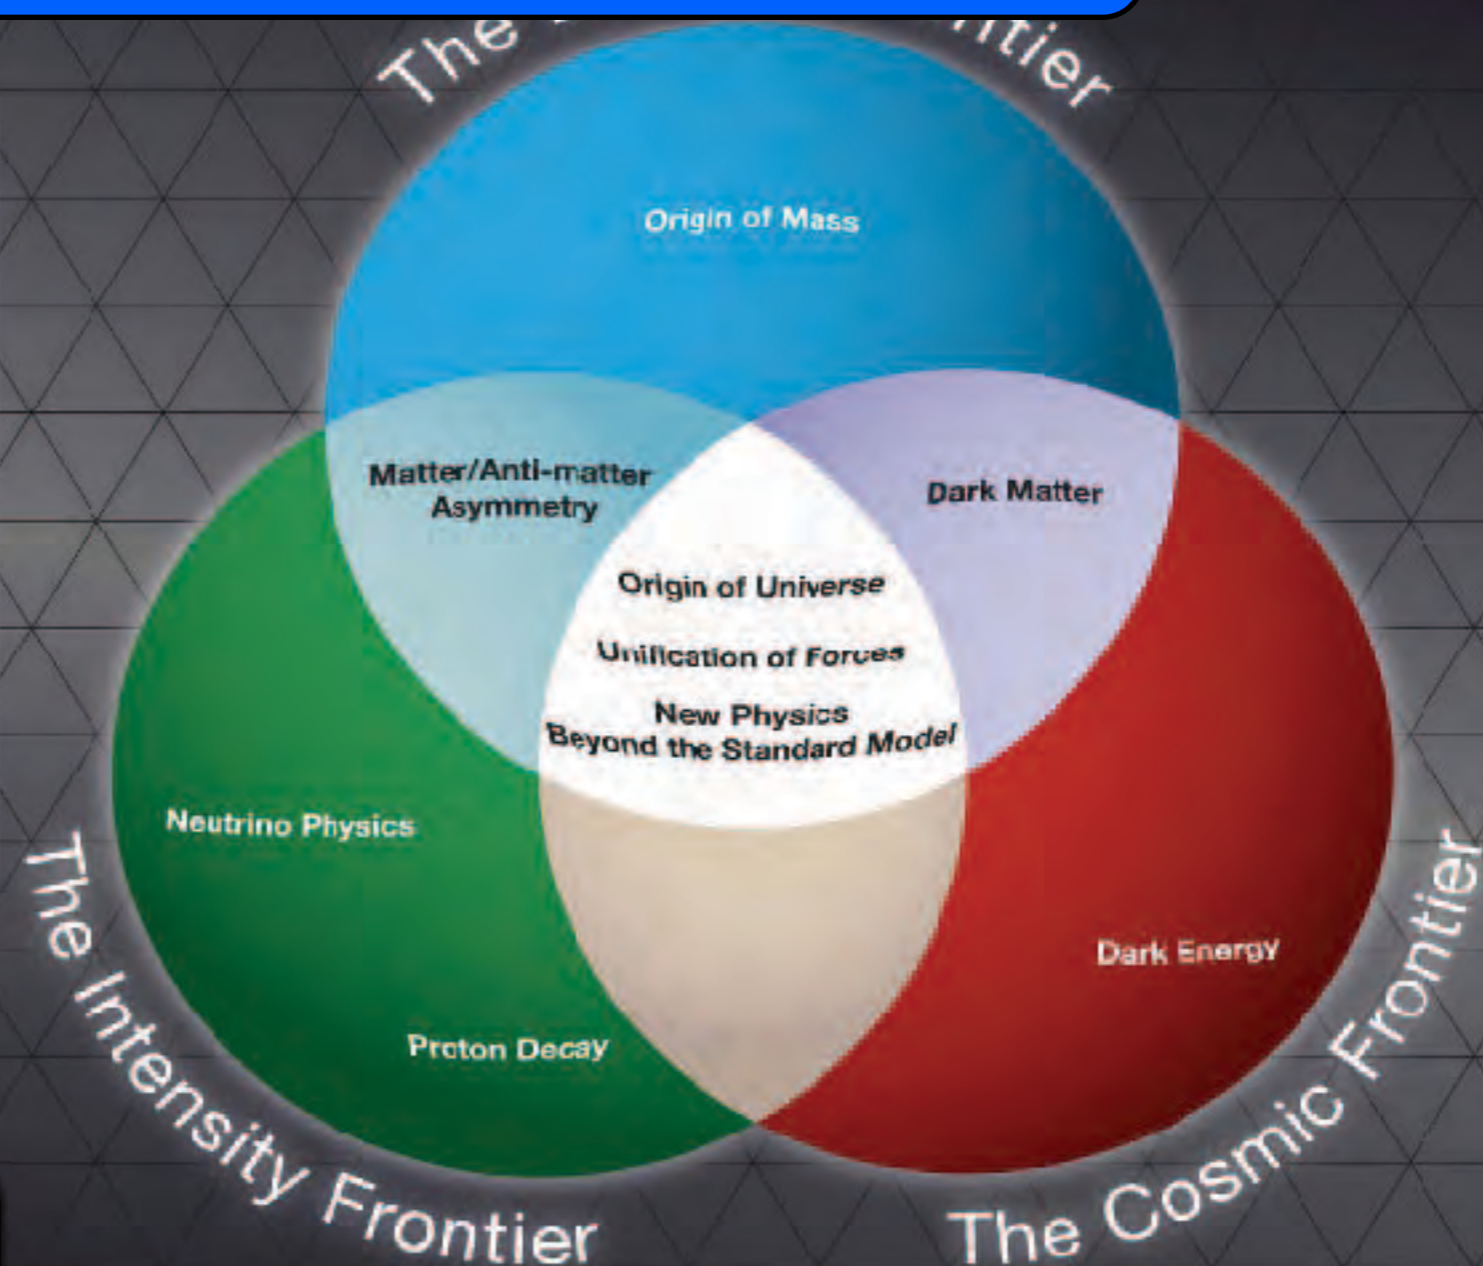 The
Origin of Mass
Matter/Anti-matter
Asymmetry
Dark Matter
Origin of Universe
Unification of Forces
New Physics
Beyond the Standard Model
Neutrino Physics
Dark Energy
Proton Decay
The Intensity Frontier
The Cosmic Frontier